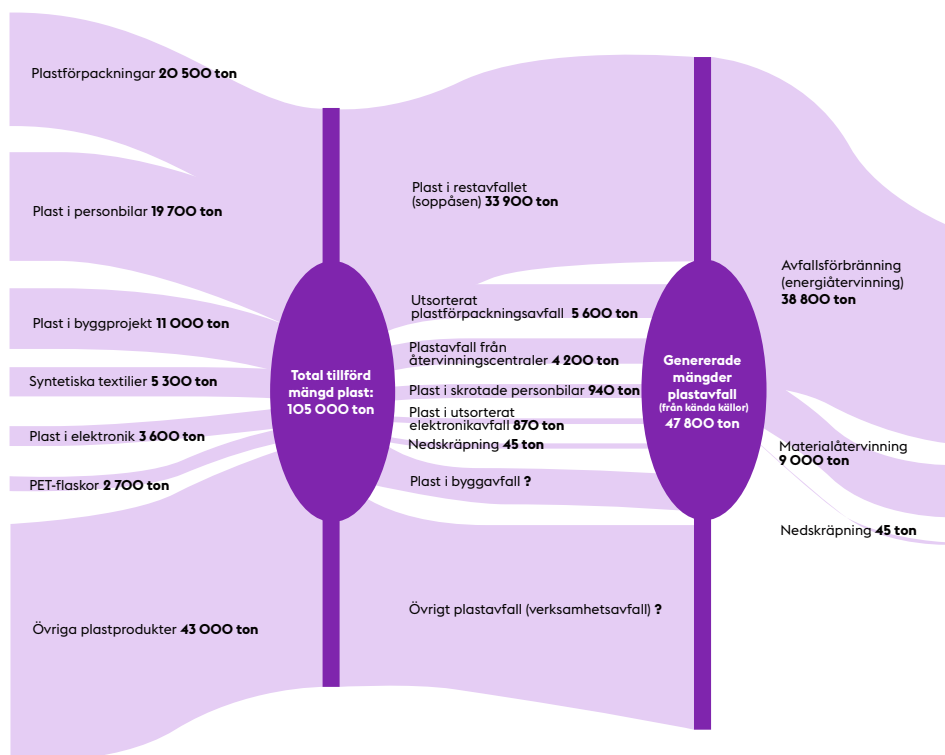 Plastförpackningar 20 500 ton
Plast i personbilar 19 700 ton
Plast i byggprojekt 11 000 ton
Syntetiska textilier 5 300 ton
Plast i elektronik 3 600 ton
PET-flaskor 2 700 ton
Övriga plastprodukter 43 000 ton
Total tillförd
mängd plast:
105 000 ton
Plast i restavfallet
(soppåsen) 33 900 ton
Utsorterat
plastförpackningsavfall 5 600 ton
Plastavfall från
återvinningscentraler 4 200 ton
Plast i skrotade personbilar 940 ton
Plast i utsorterat
elektronikavfall 870 ton
Nedskräpning 45 ton
Plast i byggavfall ?
Övrigt plastavfall (verksamhetsavfall) ?
Genererade
mängder
plastavfall
(från kända källor)
47 800 ton
Avfallsförbränning
(energiåtervinning)
38 800 ton
Materialåtervinning
9 000 ton
Nedskräpning 45 ton